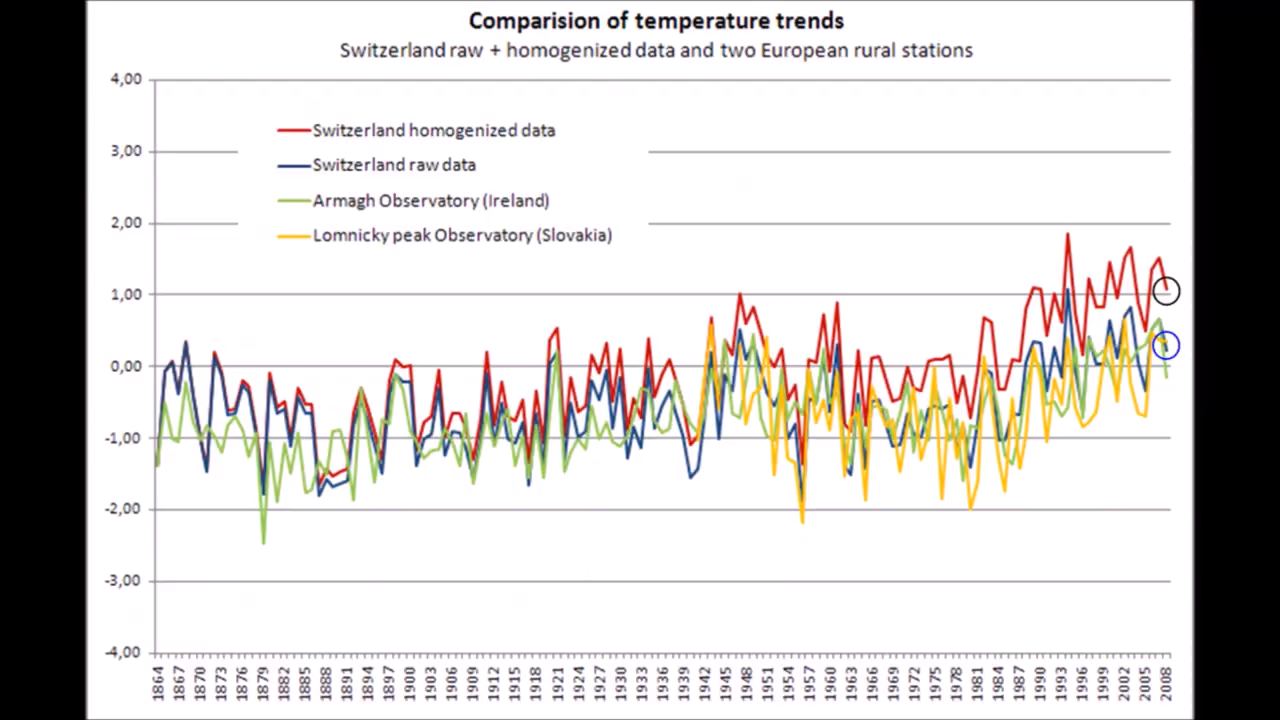 Comparision of temperature trends
Switzerland raw + homogenized data and two European rural stations
4,00
3,00
2,00
1,00
0,00
-1,00
-2,00
-3,00
-4,00
Switzerland homogenized data
Switzerland raw data
Armagh Observatory (Ireland)
Lomnicky peak Observatory (Slovakia)
1864 1867 1870 1873 1876 1879 1882 1885 1888 1891 1894 1897 1900 1903 1906 1909 1912 1915 1918 1921 1924 1927 1930 1933 1936 1939 1942 1945 1948 1951 1954 1957 1960 1963 1966 1969 1972 1975 1978 1981 1984 1987 1990 1993 1996 1999 2002 2005 2008